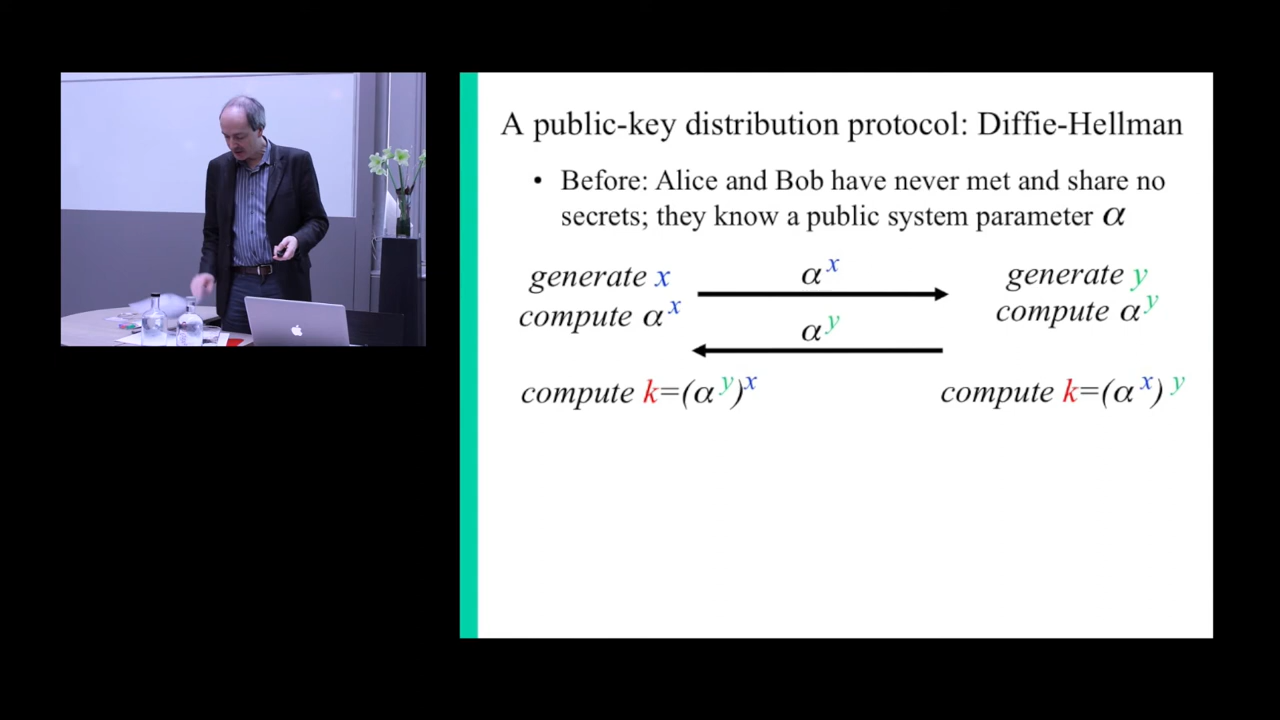 A public-key distribution protocol: Diffie-Hellman
• Before: Alice and Bob have never met and share no
secrets; they know a public system parameter α
generate x
compute α^x
α^x
α^y
generate y
compute α^y
compute k=(α^y)^x
compute k=(α^x)^y